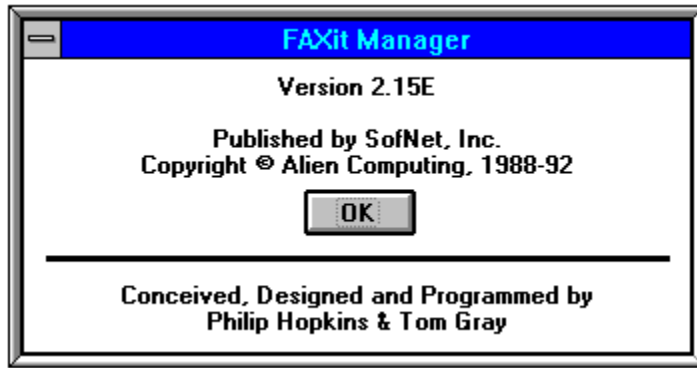 FAXit Manager
Version 2.15E
Published by SofNet, Inc.
Copyright © Alien Computing, 1988-92
OK
Conceived, Designed and Programmed by
Philip Hopkins & Tom Gray